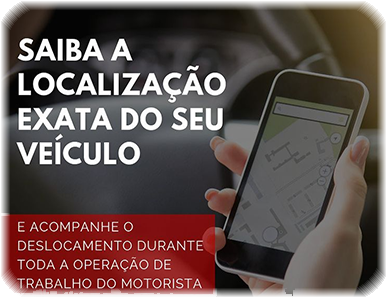 SAIBA A
LOCALIZAÇÃO
EXATA DO SEU
VEÍCULO
E ACOMPANHE O
DESLOCAMENTO DURANTE
TODA A OPERAÇÃO DE
TRABALHO DO MOTORISTA